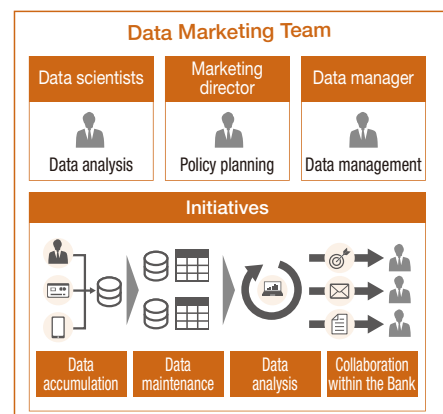 Data Marketing Team
Data scientists
Marketing
director
Data manager
Data analysis
Policy planning
Data management
Initiatives
Data
accumulation
Data
maintenance
Data
analysis
Collaboration
within the Bank